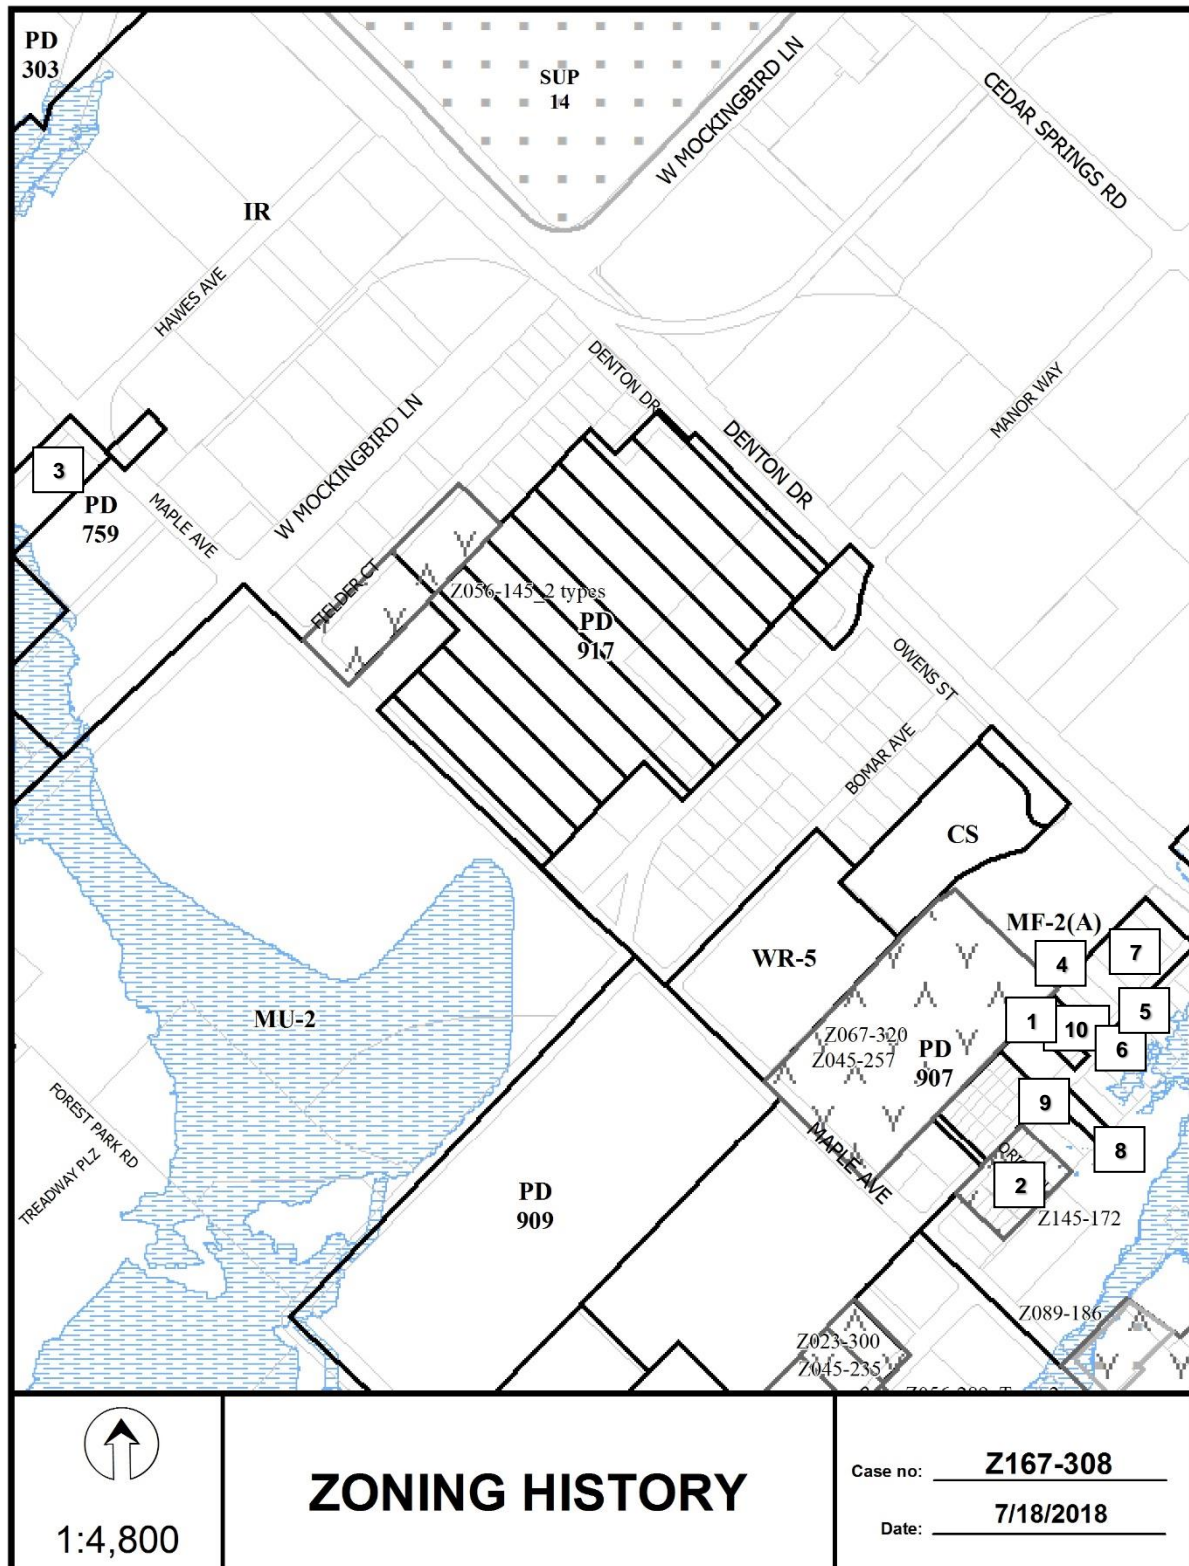 PD
303
SUP
14
W MOCKINGBIRD LN
CEDAR SPRINGS RD
IR
HAWES AVE
DENTON DR
MANOR WAY
W MOCKINGBIRD LN
DENTON DR
3
PD
759
MAPLE AVE
FIELDER CT
Z056-145_2 types
PD
917
OWENS ST
BOMAR AVE
CS
MF-2(A)
7
WR-5
4
5
MU-2
1
10
6
Z067-320
Z045-257
PD
907
9
FOREST PARK RD
8
MAPLE AVE
TREADWAY PLZ
2
PD
909
Z145-172
Z089-186
Z023-300
Z045-235
1:4,800
ZONING HISTORY
Case no: Z167-308
Date: 7/18/2018